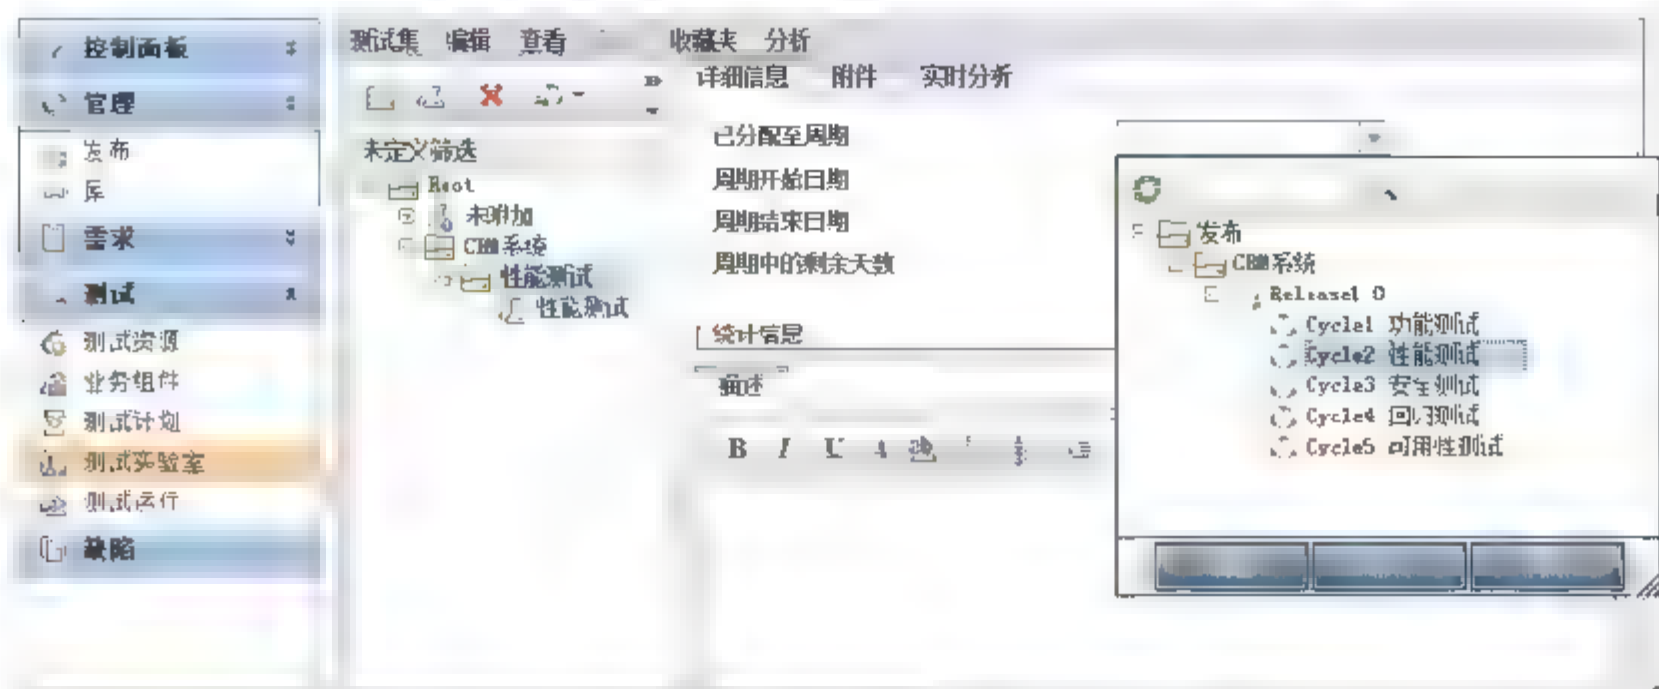 控制面板
管理
发布
库
需求
测试
测试资源
业务组件
测试计划
测试实验室
测试运行
缺陷
测试集 编辑 查看 收藏夹 分析
未定义筛选
Root
未附加
CRM系统
性能测试
性能测试
详细信息 附件 实时分析
已分配至周期
周期开始日期
周期结束日期
周期中的剩余天数
统计信息
描述
B I U A ab
发布
CRM系统
Release1 0
Cycle1 功能测试
Cycle2 性能测试
Cycle3 安全测试
Cycle4 回归测试
Cycle5 可用性测试